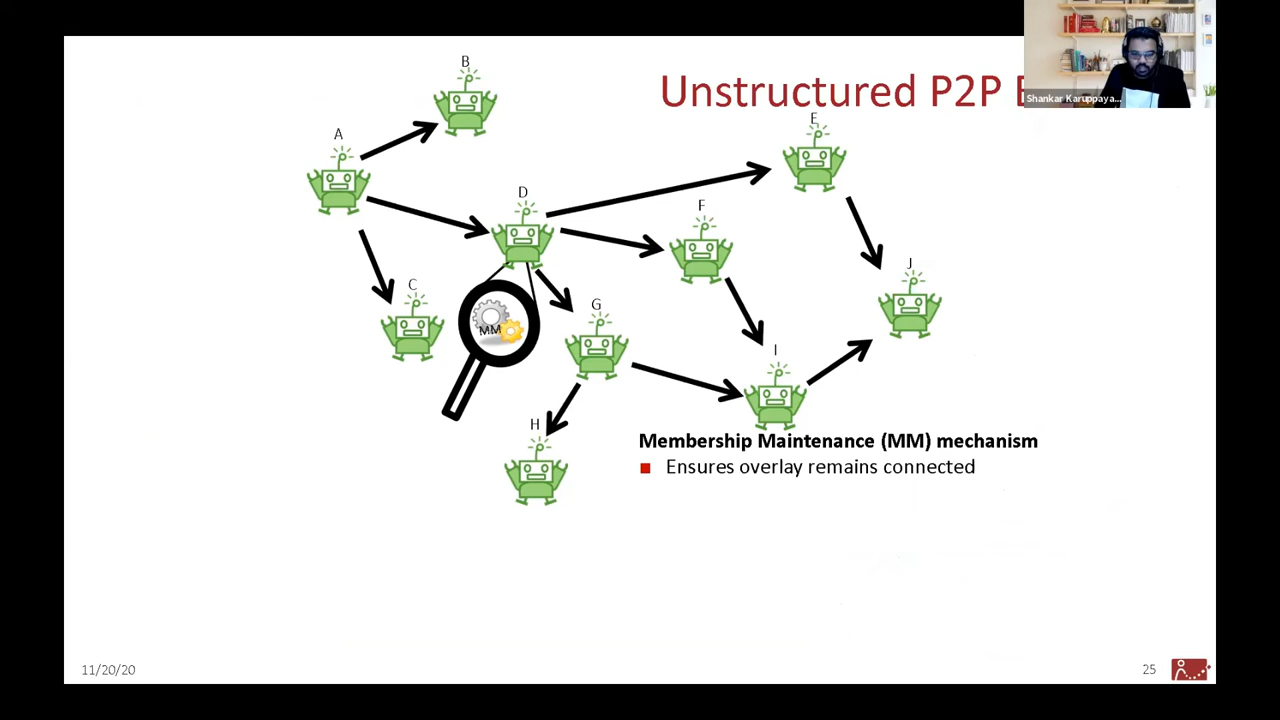 Unstructured P2P
Shankar Karuppaya...
B
A
E
D
F
J
C
G
MM
I
H
Membership Maintenance (MM) mechanism
Ensures overlay remains connected
11/20/20
25